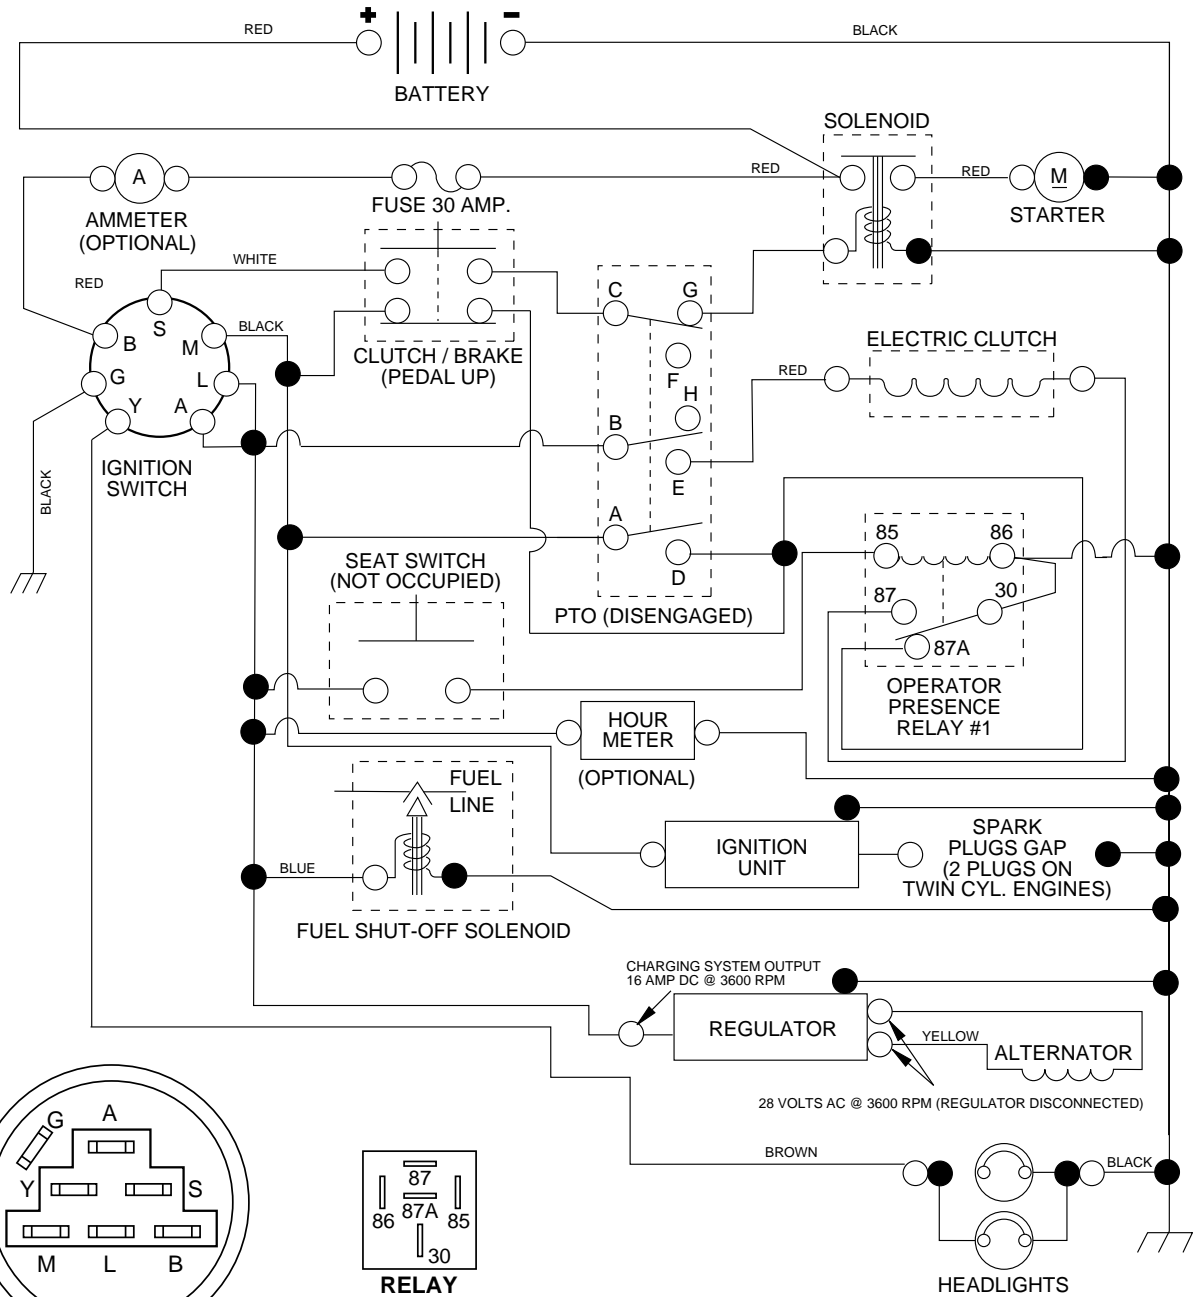 + −
RED
BLACK
BATTERY
SOLENOID
A
RED
RED
M
AMMETER
(OPTIONAL)
FUSE 30 AMP.
STARTER
WHITE
RED
S
C
G
B
M
BLACK
CLUTCH / BRAKE
(PEDAL UP)
ELECTRIC CLUTCH
G
L
F
RED
Y
A
H
B
IGNITION
SWITCH
BLACK
E
A
85
86
SEAT SWITCH
(NOT OCCUPIED)
D
87
30
PTO (DISENGAGED)
87A
OPERATOR
PRESENCE
RELAY #1
HOUR
METER
(OPTIONAL)
FUEL
LINE
IGNITION
UNIT
SPARK
PLUGS GAP
(2 PLUGS ON
TWIN CYL. ENGINES)
BLUE
FUEL SHUT-OFF SOLENOID
CHARGING SYSTEM OUTPUT
16 AMP DC @ 3600 RPM
REGULATOR
YELLOW
ALTERNATOR
28 VOLTS AC @ 3600 RPM (REGULATOR DISCONNECTED)
BROWN
BLACK
HEADLIGHTS
G
A
Y
S
M
L
B
87
87A
86
85
30
RELAY